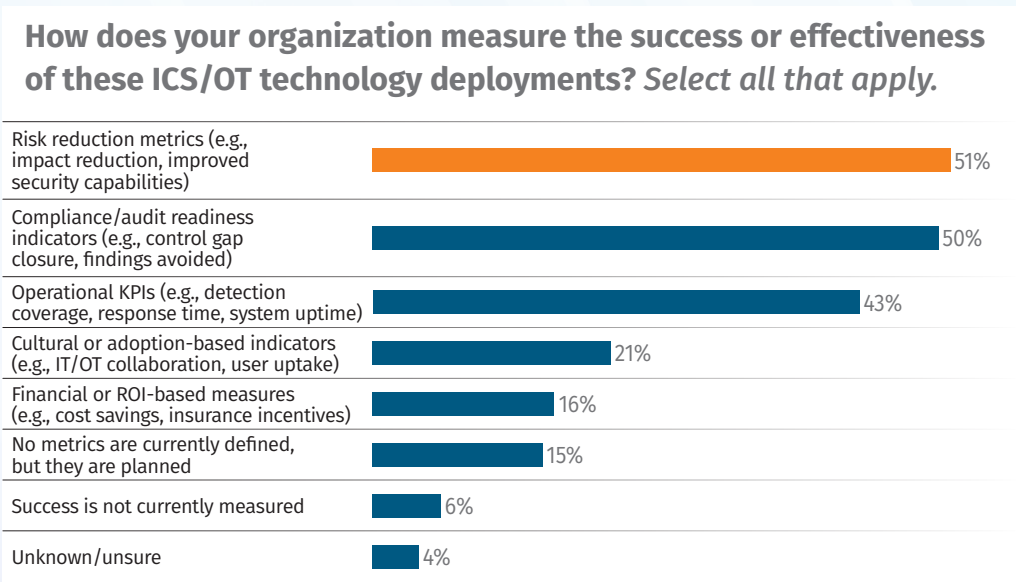 How does your organization measure the success or effectiveness
of these ICS/OT technology deployments? Select all that apply.
Risk reduction metrics (e.g.,
impact reduction, improved
security capabilities)
51%
Compliance/audit readiness
indicators (e.g., control gap
closure, findings avoided)
50%
Operational KPIs (e.g., detection
coverage, response time, system uptime)
43%
Cultural or adoption-based indicators
(e.g., IT/OT collaboration, user uptake)
21%
Financial or ROI-based measures
(e.g., cost savings, insurance incentives)
16%
No metrics are currently defined,
but they are planned
15%
Success is not currently measured
6%
Unknown/unsure
4%